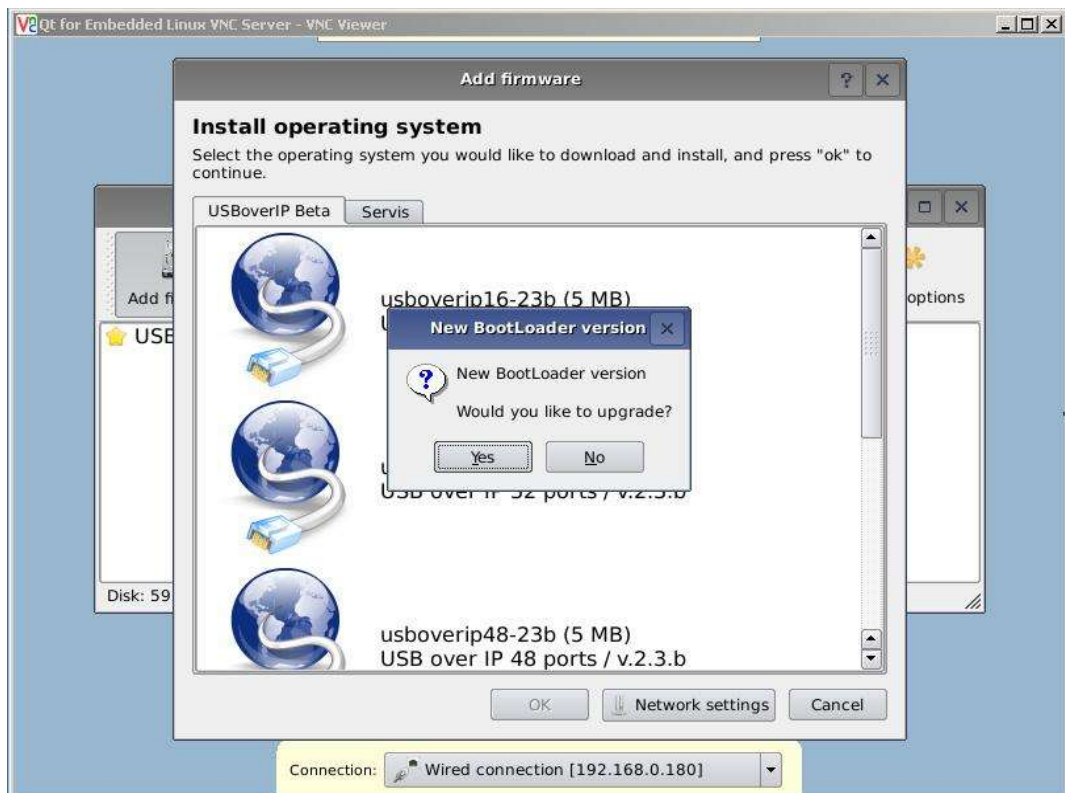 Qt for Embedded Linux VNC Server - VNC Viewer
Add firmware
Install operating system
Select the operating system you would like to download and install, and press "ok" to
continue.
USBoverIP Beta
Servis
Add fi
options
USB
usboverip16-23b (5 MB)
New BootLoader version
New BootLoader version
Would you like to upgrade?
Yes
No
USB over IP 32 ports / v.2.3.b
usboverip48-23b (5 MB)
USB over IP 48 ports / v.2.3.b
Disk: 59
OK
Network settings
Cancel
Connection:
Wired connection [192.168.0.180]